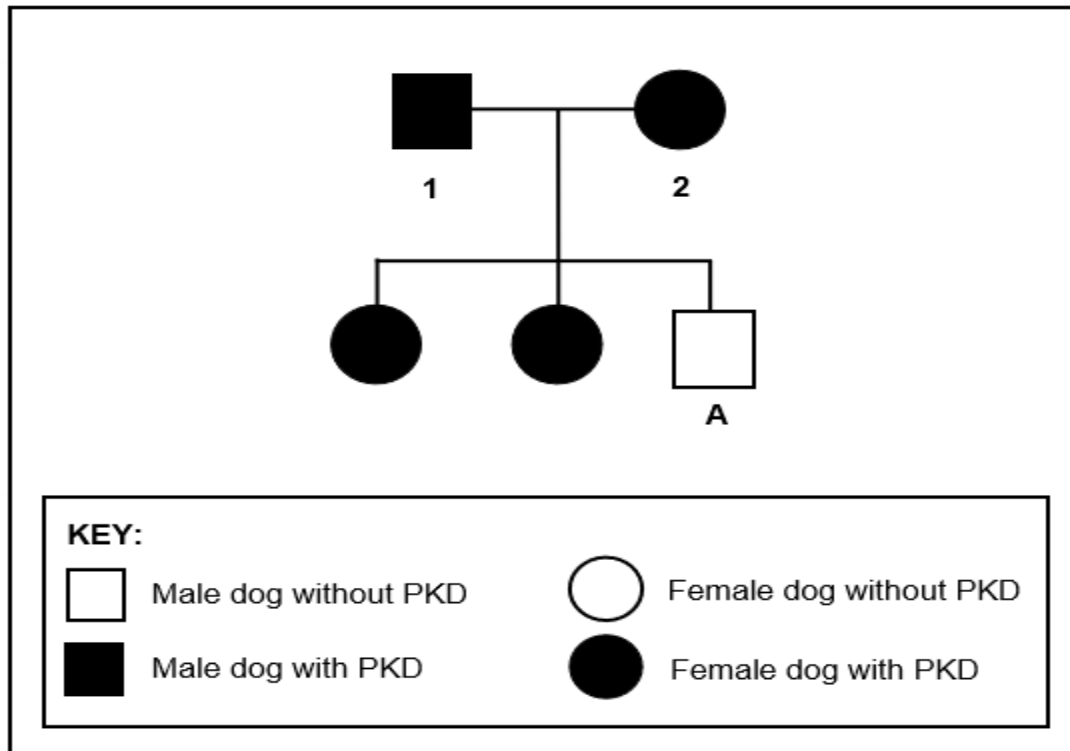 1 2
A
KEY:
Male dog without PKD Female dog without PKD
Male dog with PKD Female dog with PKD